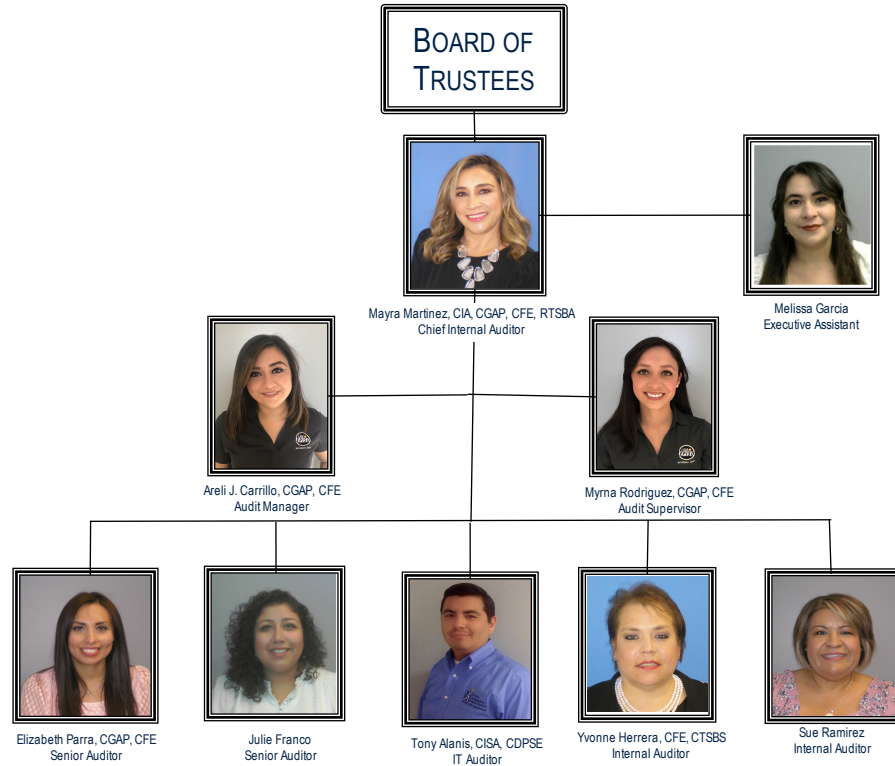 BOARD OF
TRUSTEES
Mayra Martinez, CIA, CGAP, CFE, RTSBA
Chief Internal Auditor
Melissa Garcia
Executive Assistant
Areli J. Carrillo, CGAP, CFE
Audit Manager
Myrna Rodriguez, CGAP, CFE
Audit Supervisor
Elizabeth Parra, CGAP, CFE
Senior Auditor
Julie Franco
Senior Auditor
Tony Alanis, CISA, CDPSE
IT Auditor
Yvonne Herrera, CFE, CTSBS
Internal Auditor
Sue Ramirez
Internal Auditor